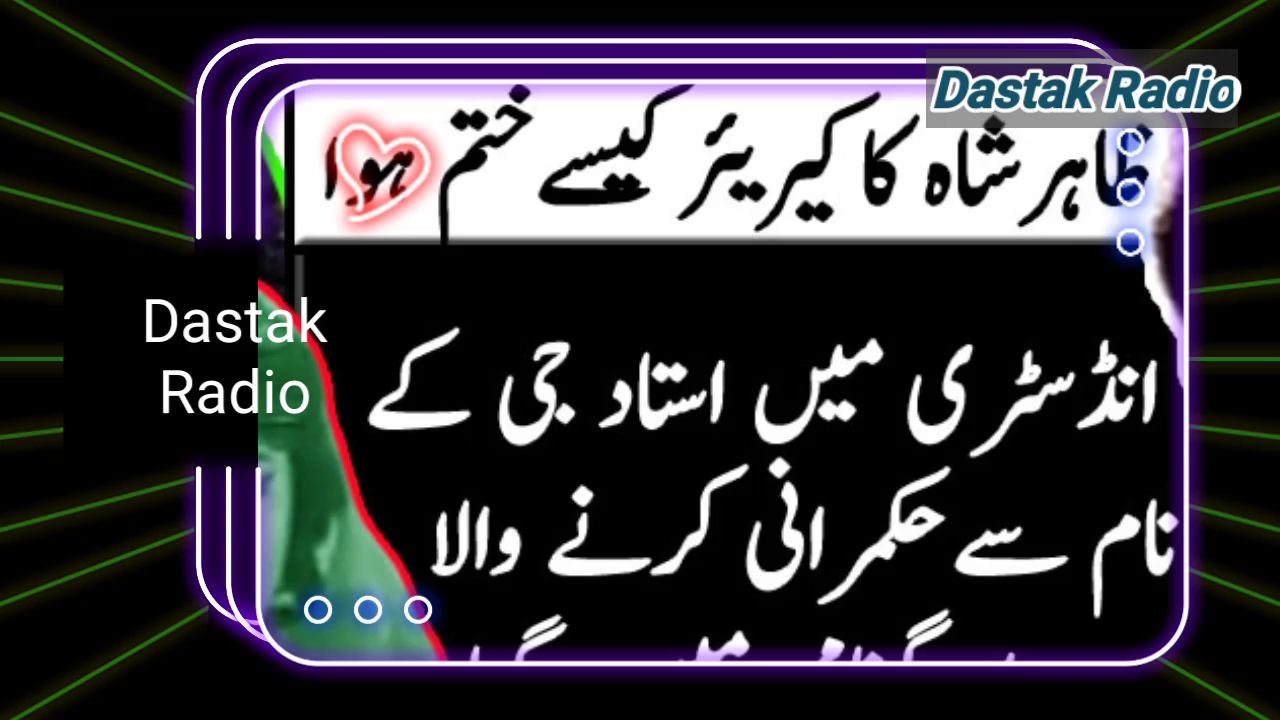 Dastak Radio
طاہر شاہ کا کیریئر کیسے ختم ہوا
Dastak
Radio
انڈسٹری میں استاد جی کے
نام سے حکمرانی کرنے والا